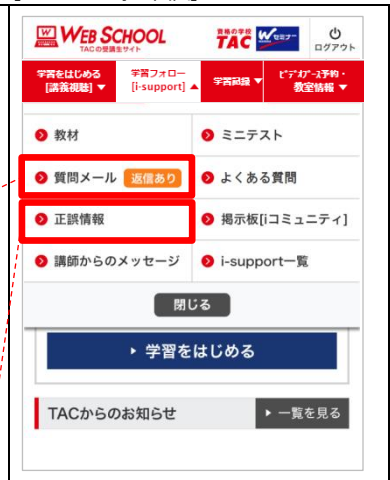 WEB SCHOOL
TACの受講生サイト
資格の学校
TAC Wセミナー
ログアウト
学習をはじめる
[講義視聴] ▼
学習フォロー
[i-support] ▲
学習記録 ▼
ビデオブース予約・
教室情報 ▼
教材
ミニテスト
質問メール 返信あり
よくある質問
正誤情報
掲示板[iコミュニティ]
講師からのメッセージ
i-support一覧
閉じる
学習をはじめる
TACからのお知らせ
一覧を見る